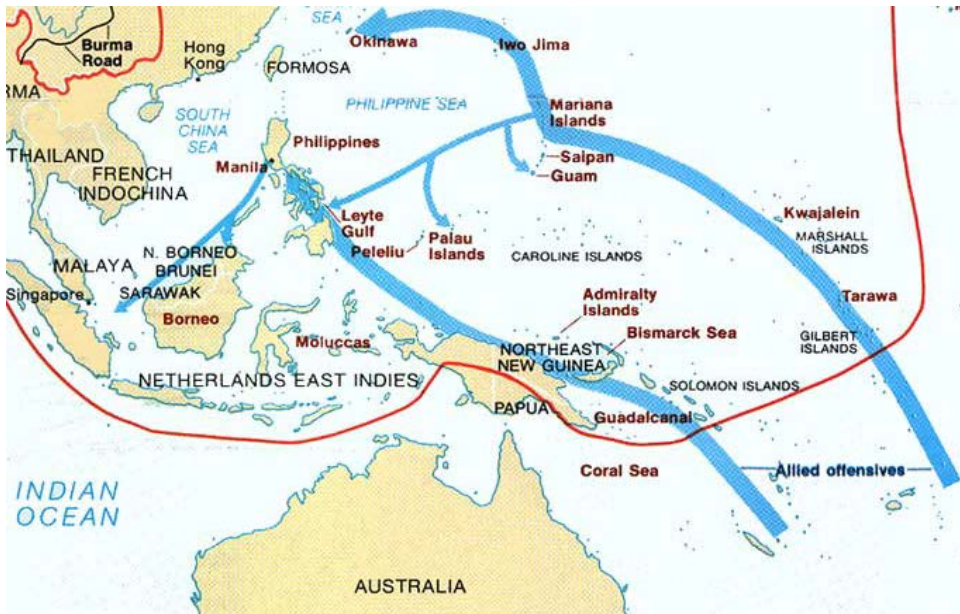 SEA
Burma
Road
Hong
Kong
Okinawa
Iwo Jima
FORMOSA
RMA
PHILIPPINE SEA
Mariana
Islands
SOUTH
CHINA
SEA
Philippines
THAILAND
Manila
Saipan
Guam
FRENCH
INDOCHINA
Leyte
Gulf
Kwajalein
Peleliu
Palau
Islands
MARSHALL
ISLANDS
CAROLINE ISLANDS
N. BORNEO
BRUNEI
MALAYA
Singapore
SARAWAK
Admiralty
Islands
Tarawa
Borneo
Bismarck Sea
Moluccas
GILBERT
ISLANDS
NORTHEAST
NEW GUINEA
NETHERLANDS EAST INDIES
SOLOMON ISLANDS
PAPUA
Guadalcanal
Coral Sea
Allied offensives
INDIAN
OCEAN
AUSTRALIA